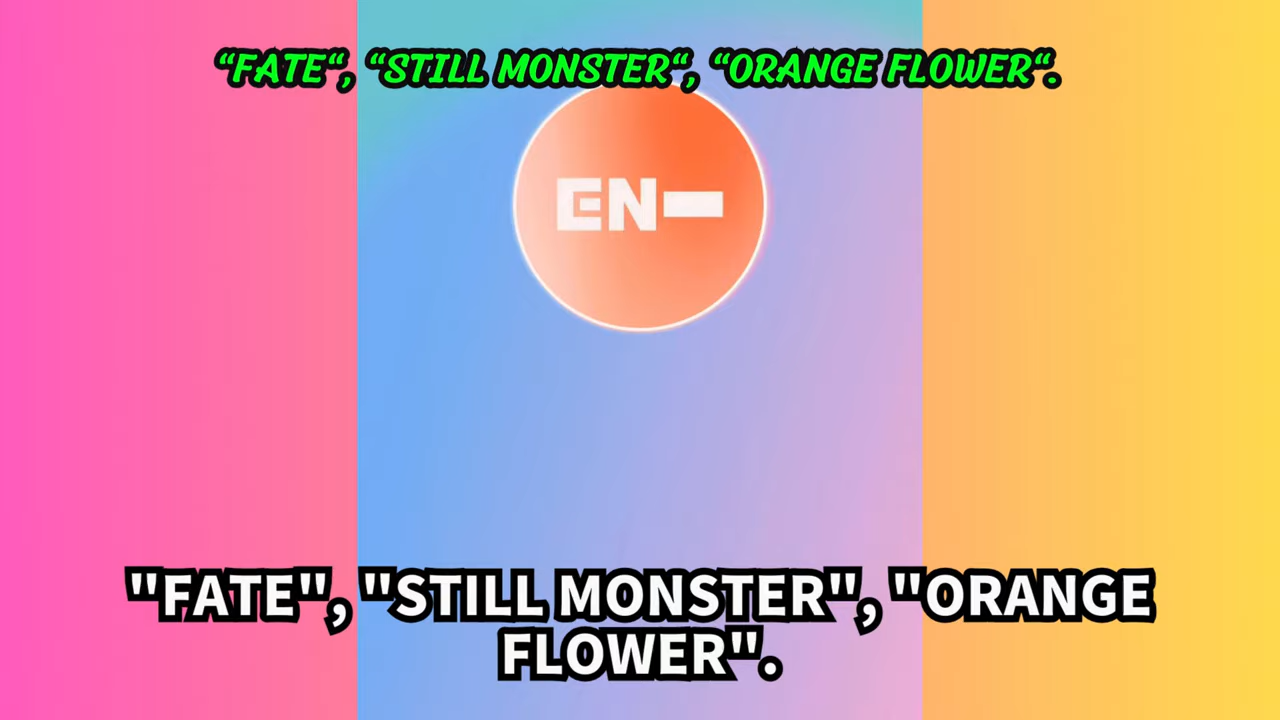 “FATE“, “STILL MONSTER“, “ORANGE FLOWER“.
EN-
"FATE", "STILL MONSTER", "ORANGE
FLOWER".